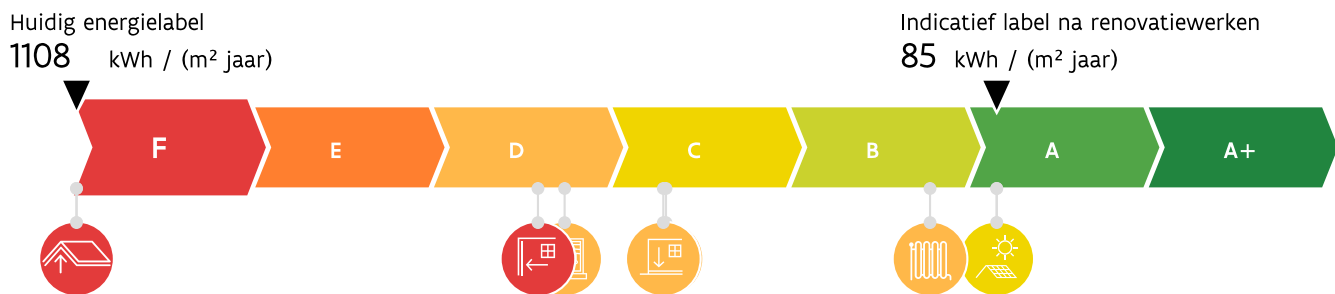 Huidig energielabel
1108 kWh / (m² jaar)
Indicatief label na renovatiewerken
85 kWh / (m² jaar)
F E D C B A A+